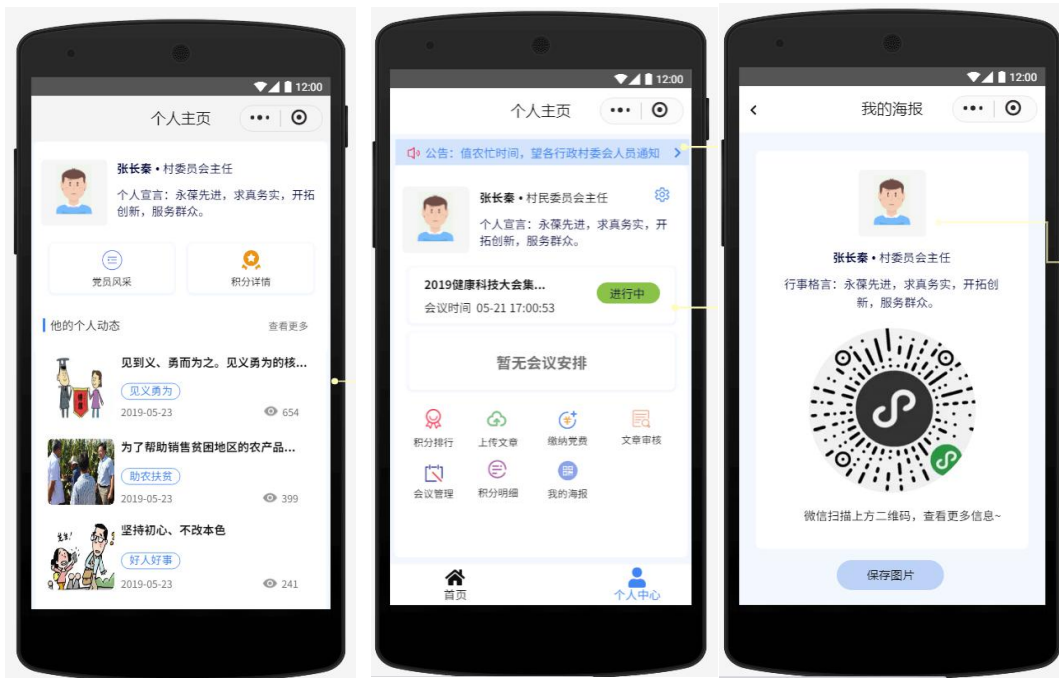 12:00
个人主页
张长秦•村委员会主任
个人宣言：永葆先进，求真务实，开拓
创新，服务群众。
党员风采
积分详情
他的个人动态
查看更多
见到义、勇而为之。见义勇为的核...
见义勇为
2019-05-23
654
为了帮助销售贫困地区的农产品...
助农扶贫
2019-05-23
399
坚持初心、不改本色
好人好事
2019-05-23
241
12:00
个人主页
公告：值农忙时间，望各行政村委会人员通知
张长秦•村民委员会主任
个人宣言：永葆先进，求真务实，开
拓创新，服务群众。
2019健康科技大会集...
进行中
会议时间 05-21 17:00:53
暂无会议安排
积分排行
上传文章
缴纳党费
文章审核
会议管理
积分明细
我的海报
首页
个人中心
12:00
我的海报
张长秦•村委员会主任
行事格言：永葆先进，求真务实，开拓创
新，服务群众。
微信扫描上方二维码，查看更多信息~
保存图片